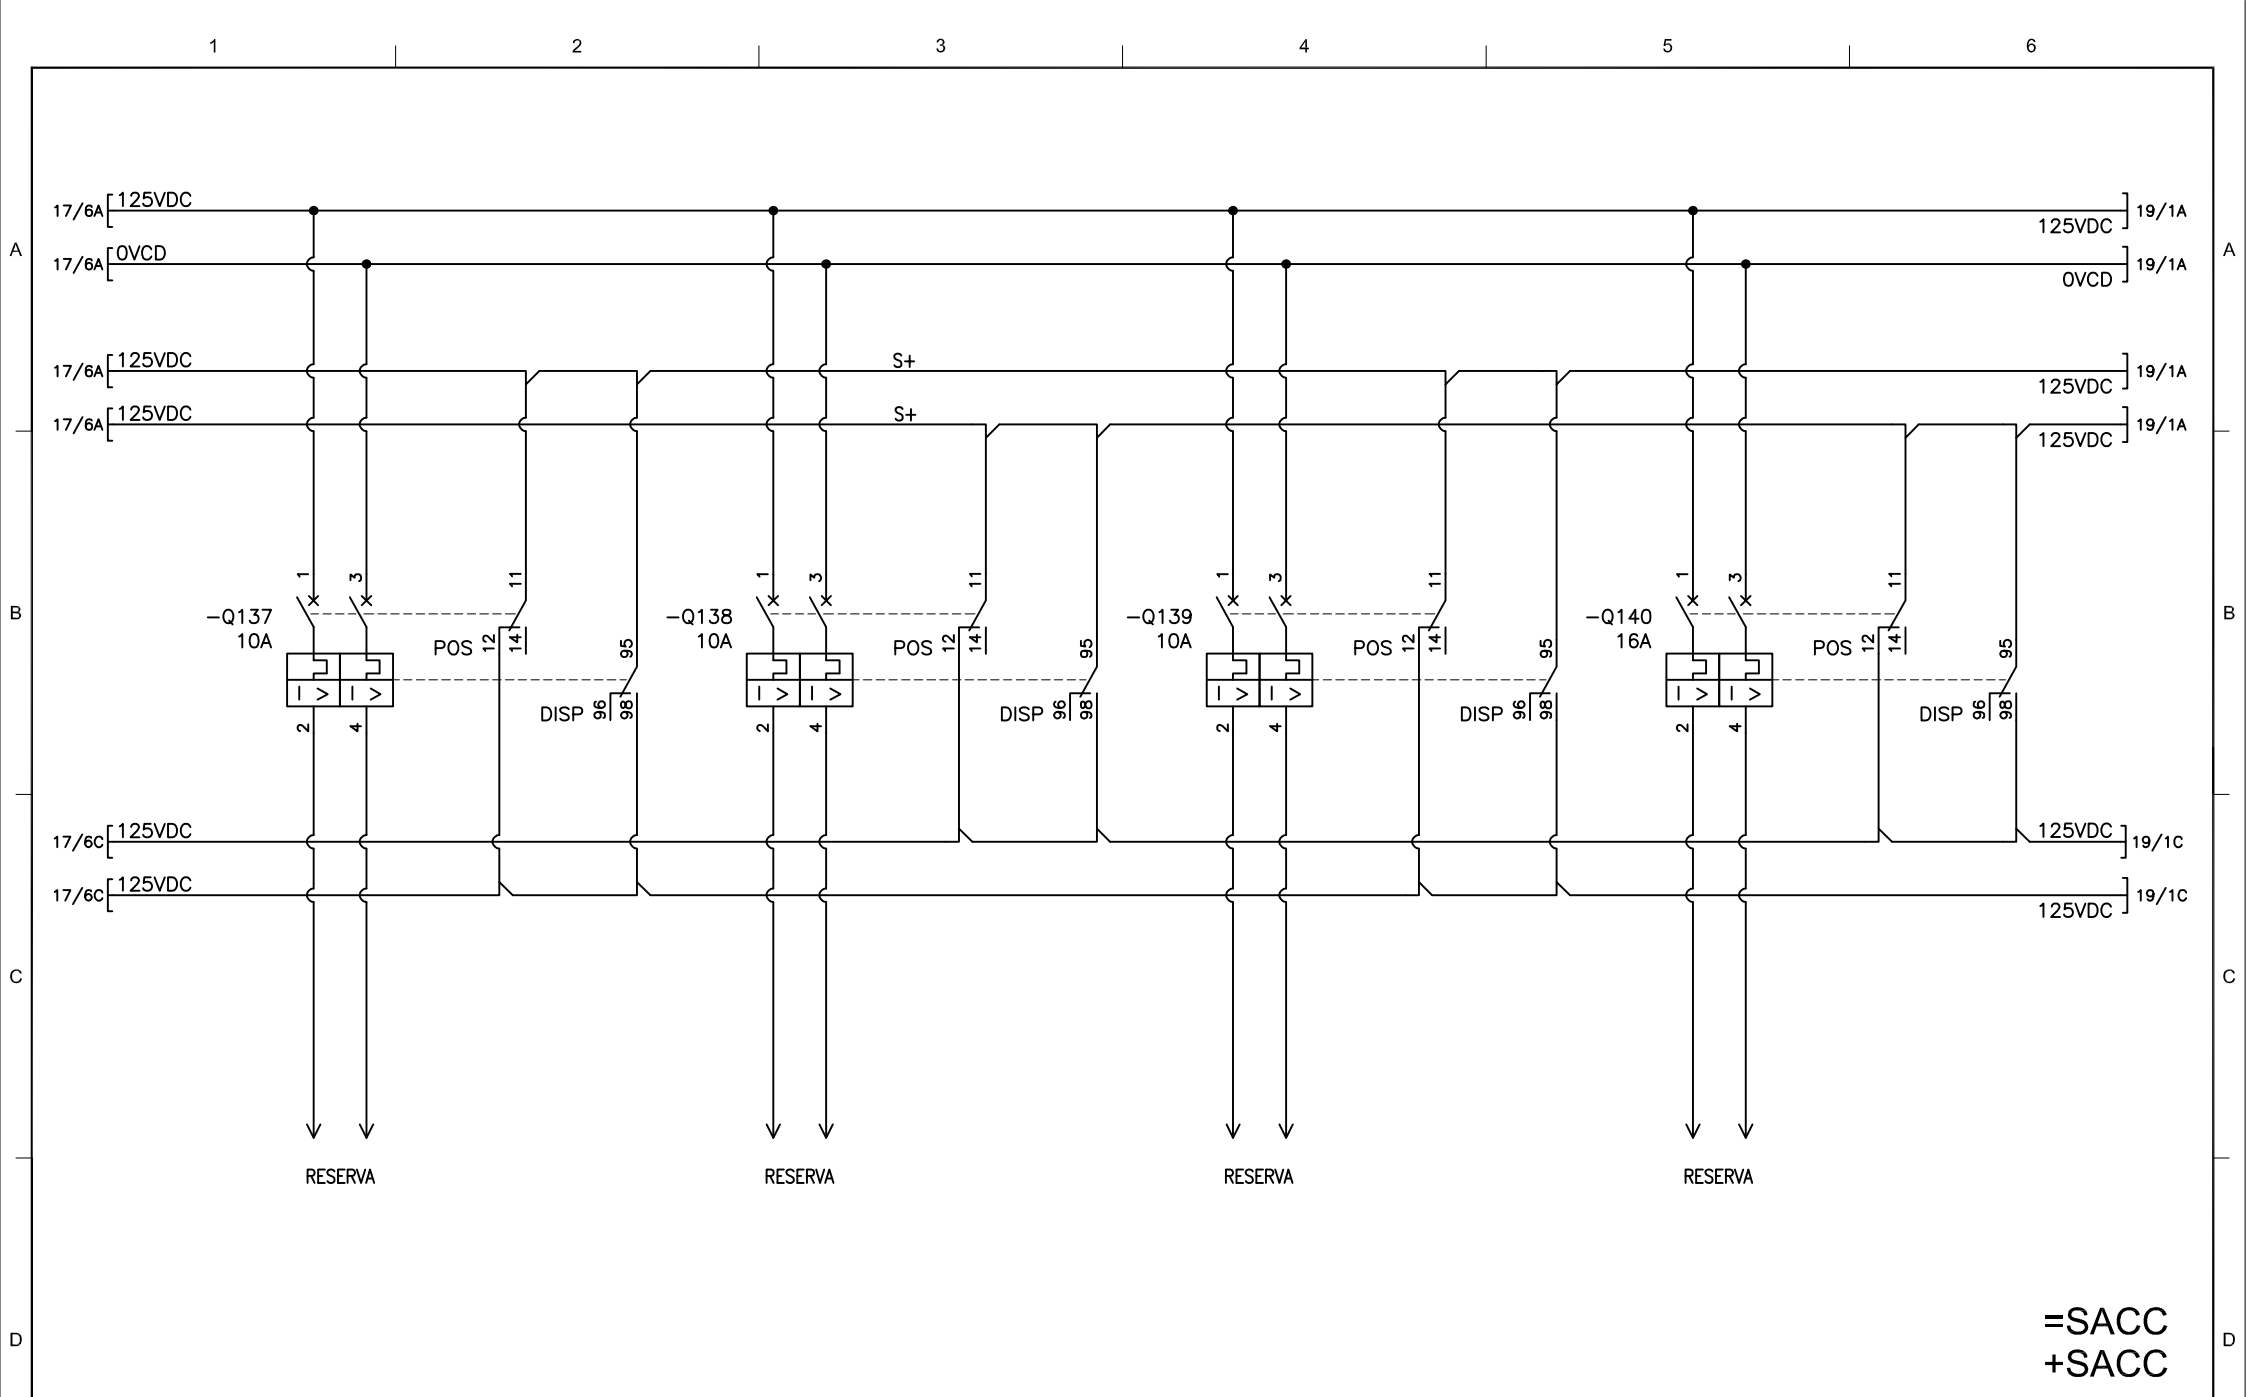 1 2 3 4 5 6
17/6A 125VDC 125VDC 19/1A
A 17/6A 0VCD 0VCD 19/1A A
17/6A 125VDC S+ 125VDC 19/1A
17/6A 125VDC S+ 125VDC 19/1A
1 3 11 1 3 11 1 3 11 1 3 11
B -Q137 -Q138 -Q139 -Q140 B
10A 10A 10A 16A
POS 12 14 95 POS 12 14 95 POS 12 14 95 POS 12 14 95
I > I > I > I > I > I > I > I >
DISP 96 98 DISP 96 98 DISP 96 98 DISP 96 98
2 4 2 4 2 4 2 4
17/6C 125VDC 125VDC 19/1C
17/6C 125VDC 125VDC 19/1C
C C
RESERVA RESERVA RESERVA RESERVA
=SACC
D D
+SACC